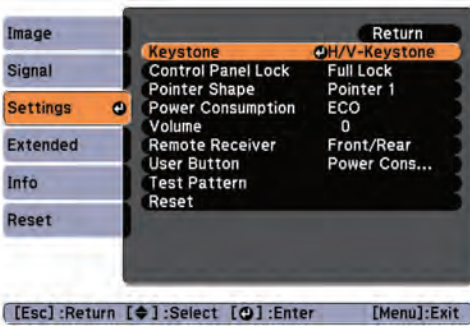 Image
Signal
Settings
Extended
Info
Reset
Return
Keystone H/V-Keystone
Control Panel Lock Full Lock
Pointer Shape Pointer 1
Power Consumption ECO
Volume 0
Remote Receiver Front/Rear
User Button Power Cons...
Test Pattern
Reset
[Esc] :Return [ ] :Select [ ] :Enter [Menu]:Exit